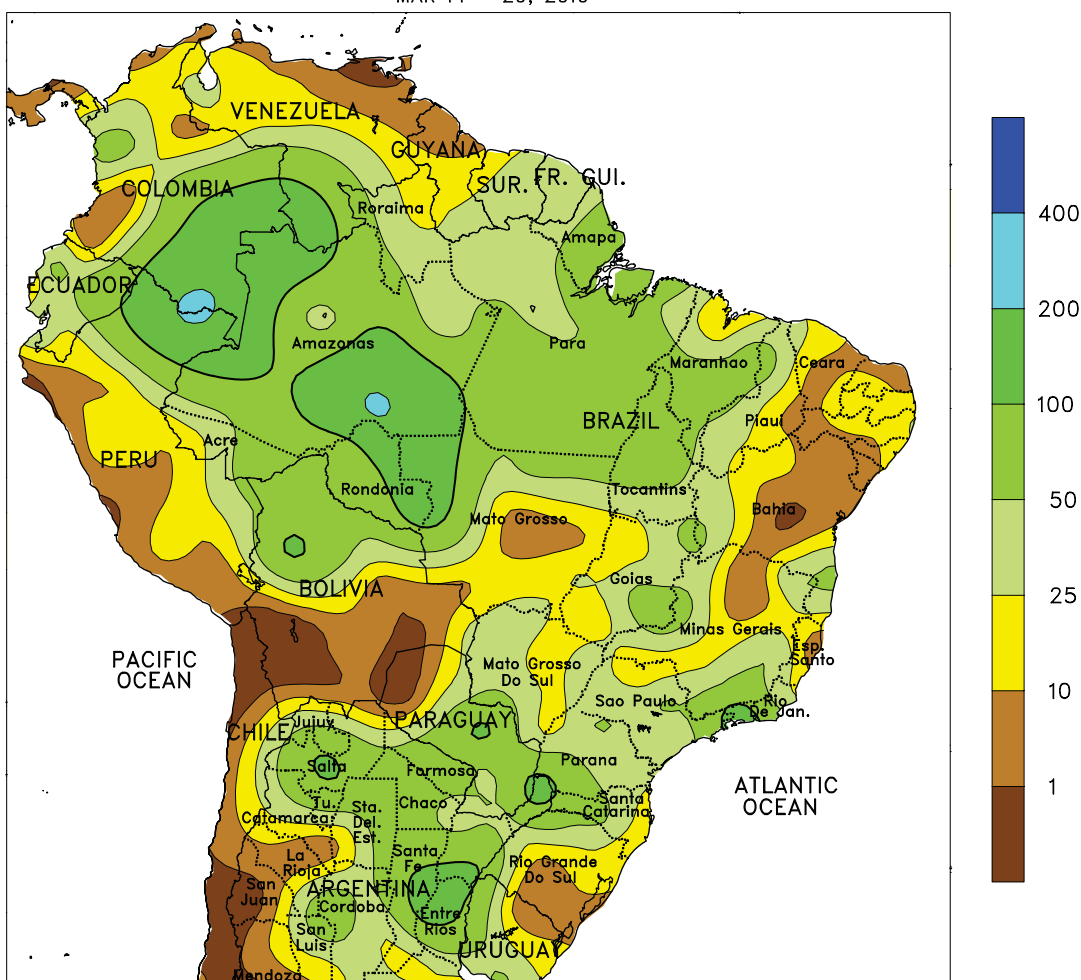 VENEZUELA
GUYANA
SUR.
FR. GUI.
COLOMBIA
Roraima
Amapa
ECUADOR
Amazonas
Para
Maranhao
Ceara
BRAZIL
Piaui
Acre
PERU
Rondonia
Tocantins
Mato Grosso
Bahia
BOLIVIA
Goias
Minas Gerais
Esp.
Santo
PACIFIC
OCEAN
Mato Grosso
Do Sul
Sao Paulo
Rio
De Jan.
CHILE
Jujuy
PARAGUAY
Salta
Formosa
Parana
ATLANTIC
OCEAN
Tu.
Sta.
Del
Est.
Chaco
Santa
Catarina
Catamarca
La
Rioja
Santa
Fe
Rio Grande
Do Sul
San
Juan
ARGENTINA
Cordoba
Entre
Rios
San
Luis
URUGUAY
Mendoza
400
200
100
50
25
10
1